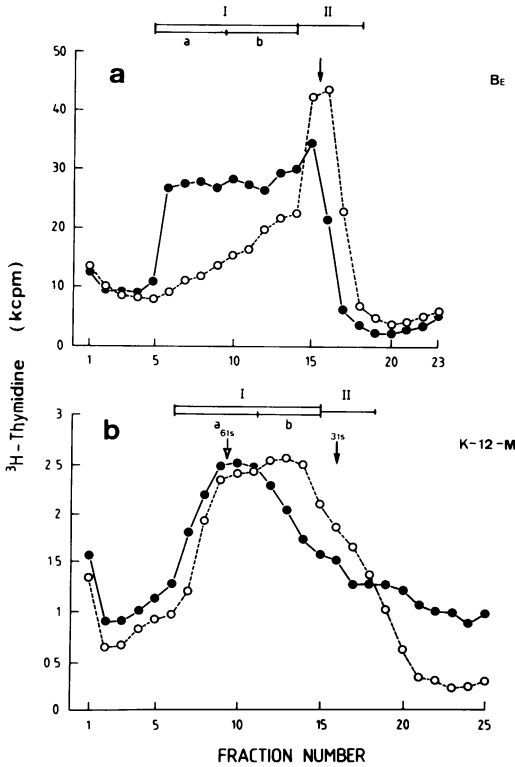 I II
a b
a
BE
50
40
30
20
10
0
1 5 10 15 20 23
³H-Thymidine (kcpm)
I II
a b
61s 31s
b
K-12-M
3
2.5
2
1.5
1
0.5
0
1 5 10 15 20 25
FRACTION NUMBER